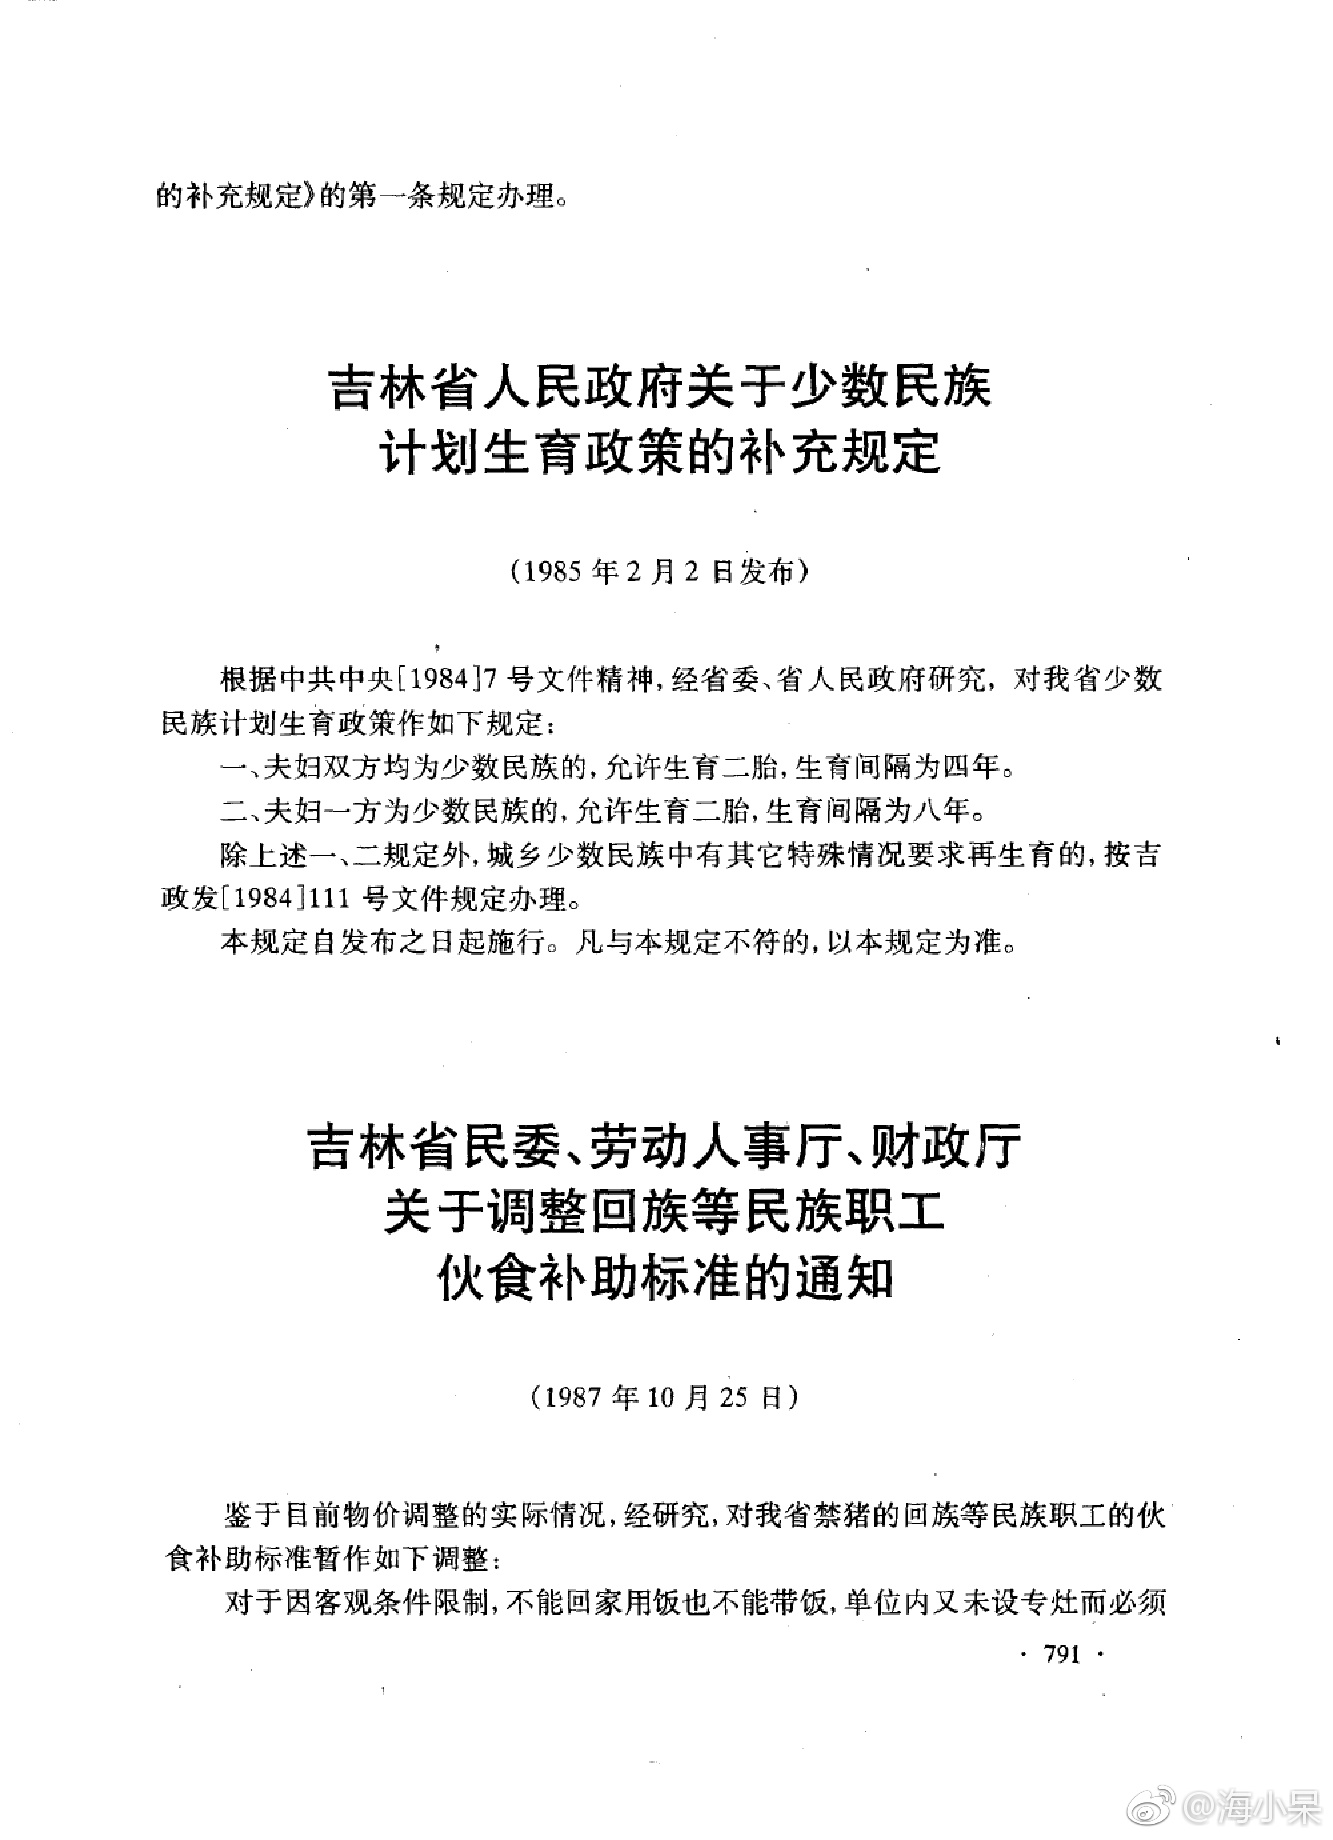 的补充规定》的第一条规定办理。
吉林省人民政府关于少数民族
计划生育政策的补充规定
(1985年2月2日发布)
根据中共中央[1984]7号文件精神,经省委、省人民政府研究,对我省少数
民族计划生育政策作如下规定:
一、夫妇双方均为少数民族的,允许生育二胎,生育间隔为四年。
二、夫妇一方为少数民族的,允许生育二胎,生育间隔为八年。
除上述一、二规定外,城乡少数民族中有其它特殊情况要求再生育的,按吉
政发[1984]111号文件规定办理。
本规定自发布之日起施行。凡与本规定不符的,以本规定为准。
吉林省民委、劳动人事厅、财政厅
关于调整回族等民族职工
伙食补助标准的通知
(1987年10月25日)
鉴于目前物价调整的实际情况,经研究,对我省禁猪的回族等民族职工的伙
食补助标准暂作如下调整:
对于因客观条件限制,不能回家用饭也不能带饭,单位内又未设专灶而必须
· 791 ·
@海小呆